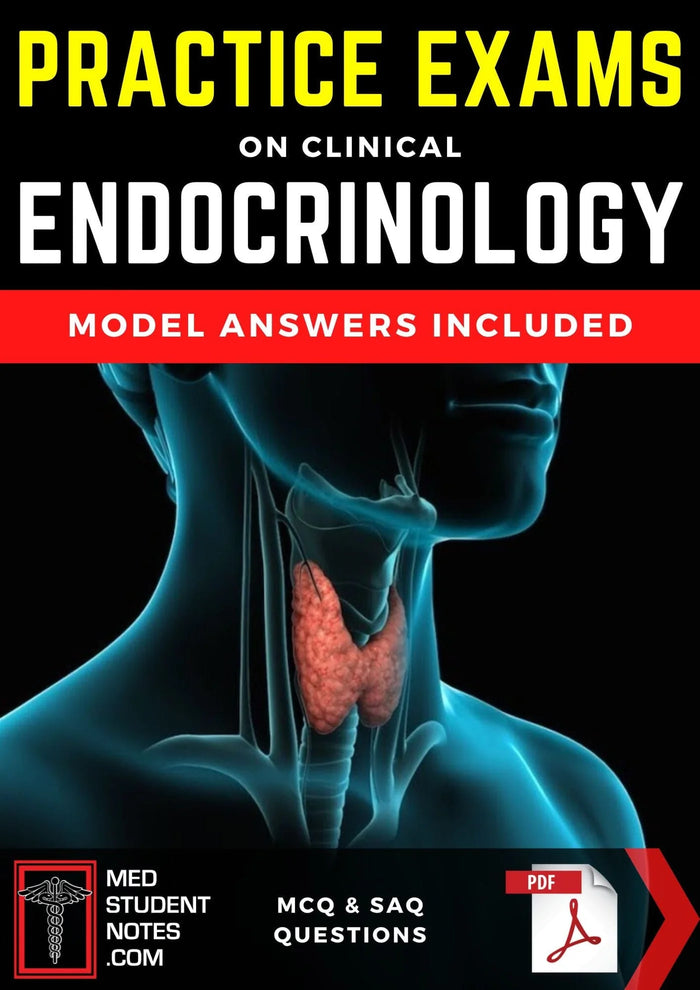 PRACTICE EXAMS
ON CLINICAL
ENDOCRINOLOGY
MODEL ANSWERS INCLUDED
MED
STUDENT
NOTES
.COM
MCQ & SAQ
QUESTIONS
PDF